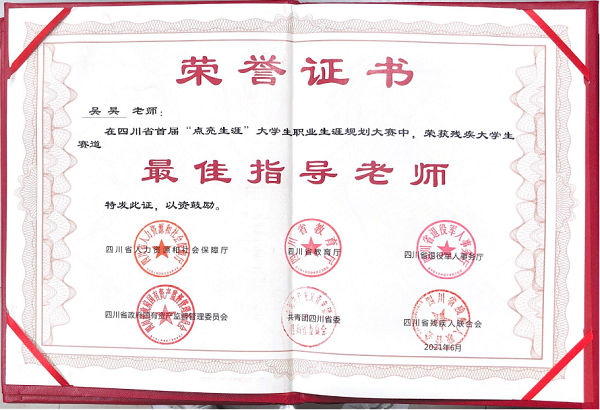 荣誉证书
吴昊 老师：
在四川省首届“点亮生涯”大学生职业生涯规划大赛中，荣获残疾大学生
赛道
最佳指导老师
特发此证，以资鼓励。
四川省人力资源和社会保障厅 四川省教育厅 四川省退役军人事务厅
四川省政府国有资产监督管理委员会 共青团四川省委 四川省残疾人联合会
2021年6月